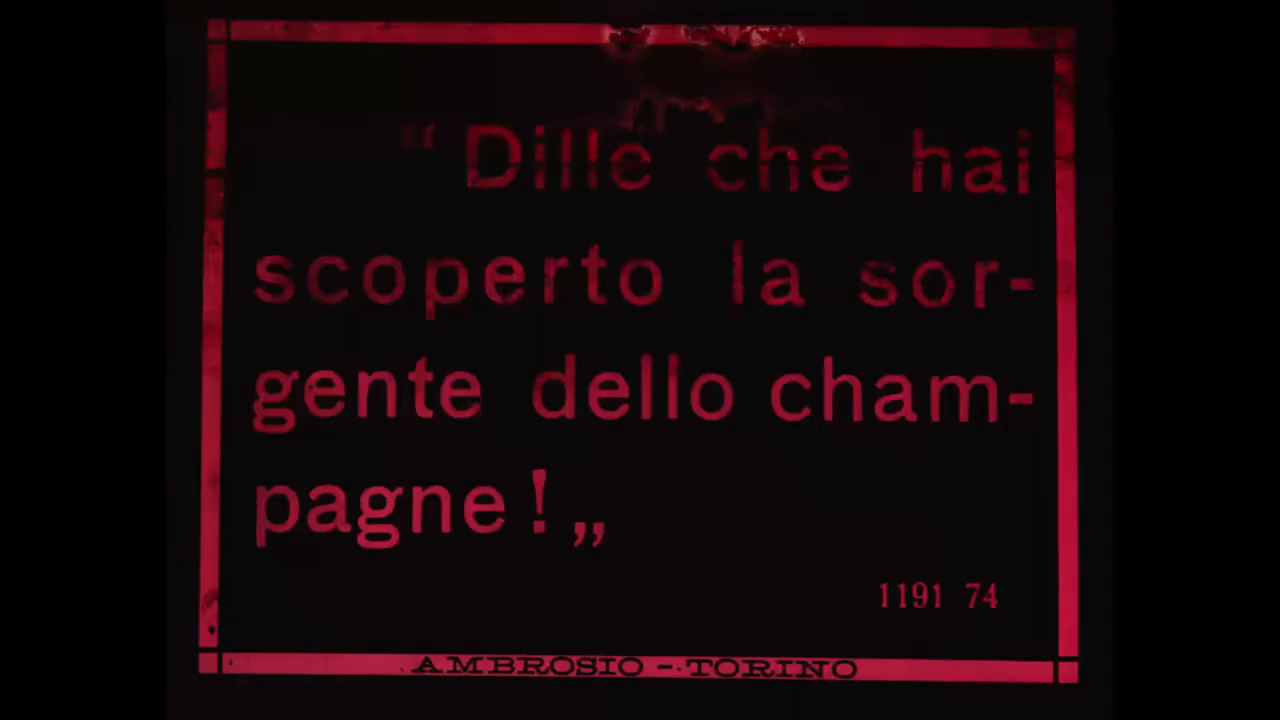 “Dille che hai
scoperto la sor-
gente dello cham-
pagne!„
1191 74
AMBROSIO - TORINO